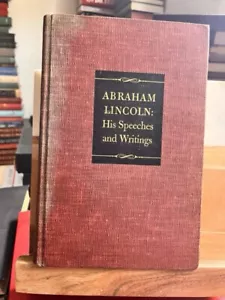 ABRAHAM
LINCOLN:
His Speeches
and Writings